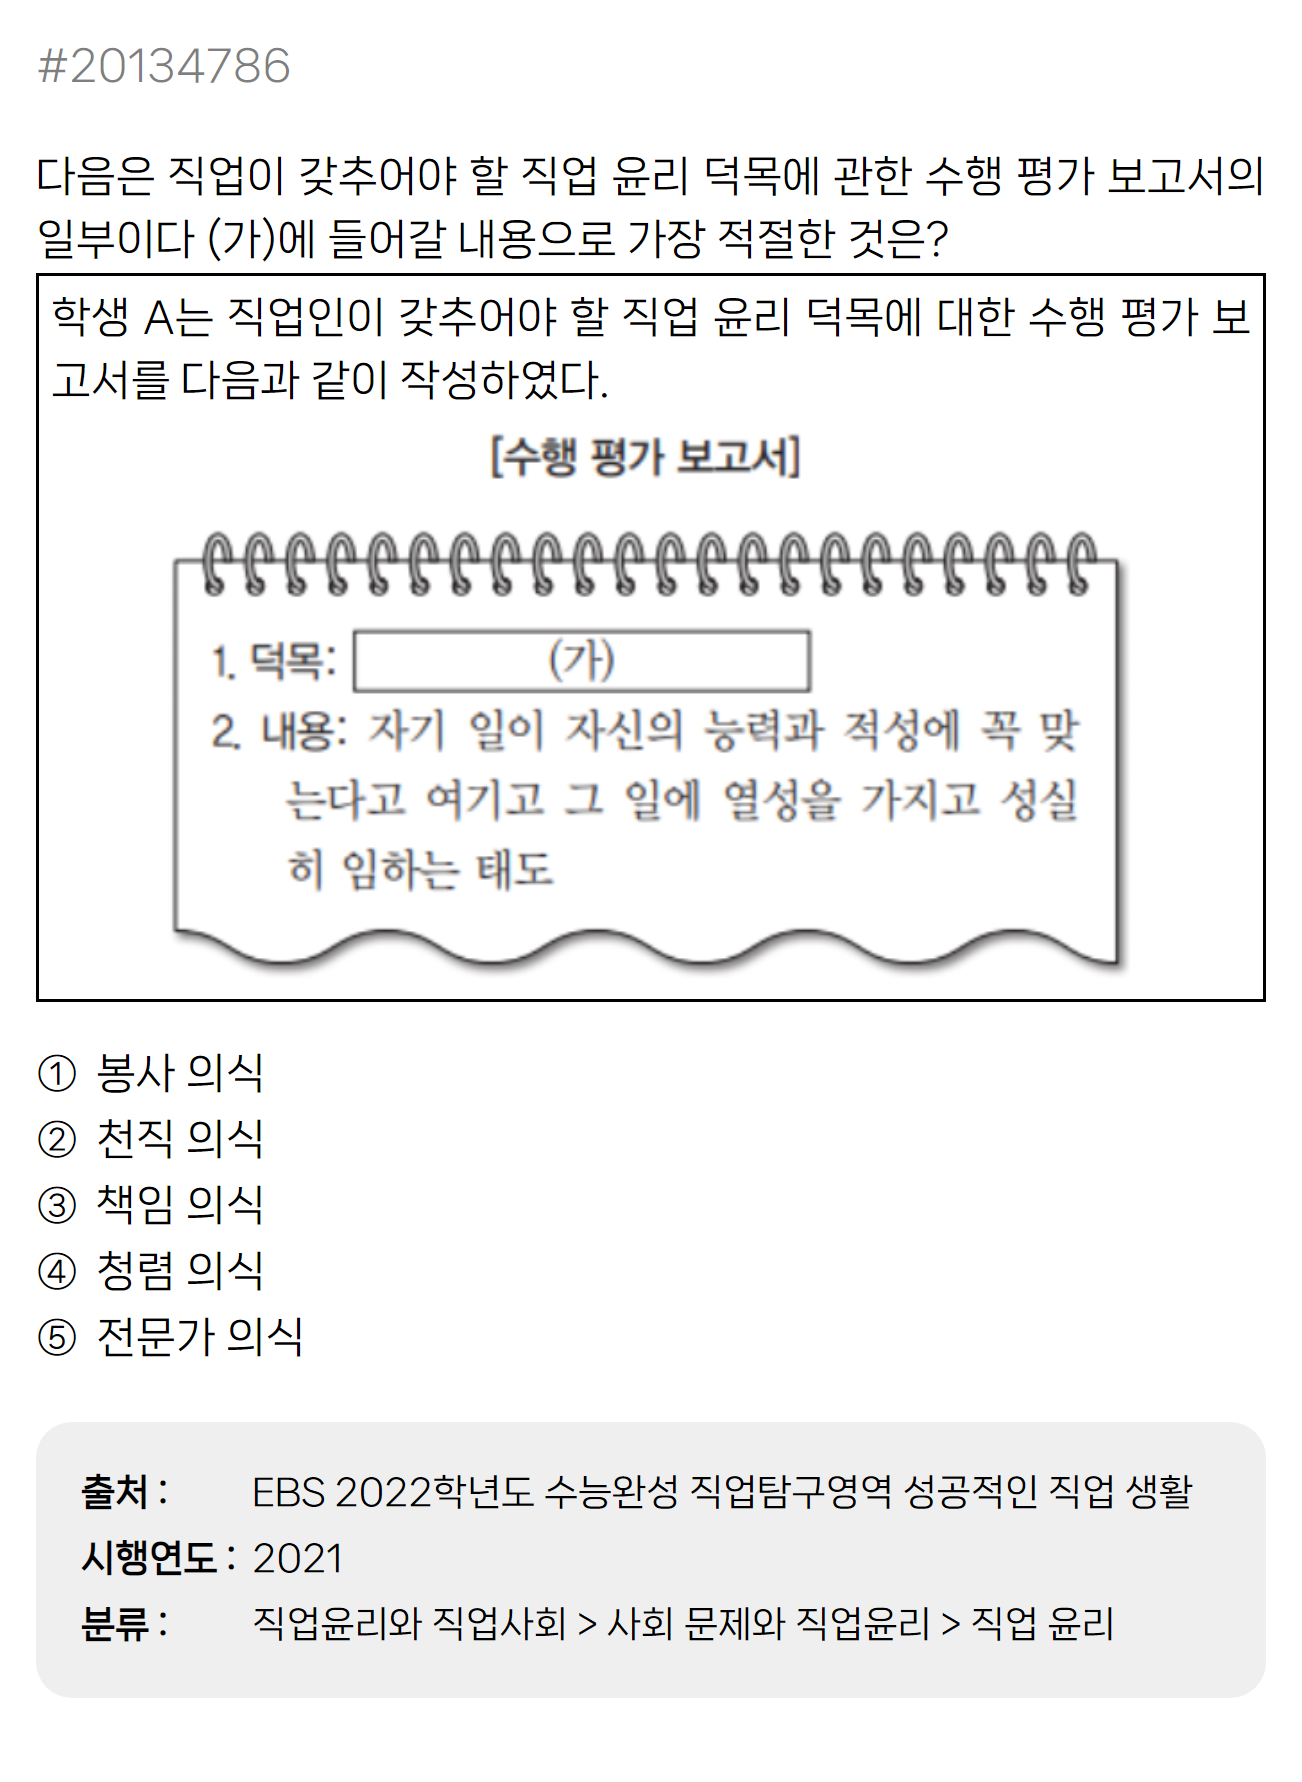 #20134786
다음은 직업이 갖추어야 할 직업 윤리 덕목에 관한 수행 평가 보고서의
일부이다 (가)에 들어갈 내용으로 가장 적절한 것은?
학생 A는 직업인이 갖추어야 할 직업 윤리 덕목에 대한 수행 평가 보
고서를 다음과 같이 작성하였다.
[수행 평가 보고서]
1. 덕목: (가)
2. 내용: 자기 일이 자신의 능력과 적성에 꼭 맞
는다고 여기고 그 일에 열성을 가지고 성실
히 임하는 태도
① 봉사 의식
② 천직 의식
③ 책임 의식
④ 청렴 의식
⑤ 전문가 의식
출처 : EBS 2022학년도 수능완성 직업탐구영역 성공적인 직업 생활
시행연도 : 2021
분류 : 직업윤리와 직업사회 > 사회 문제와 직업윤리 > 직업 윤리